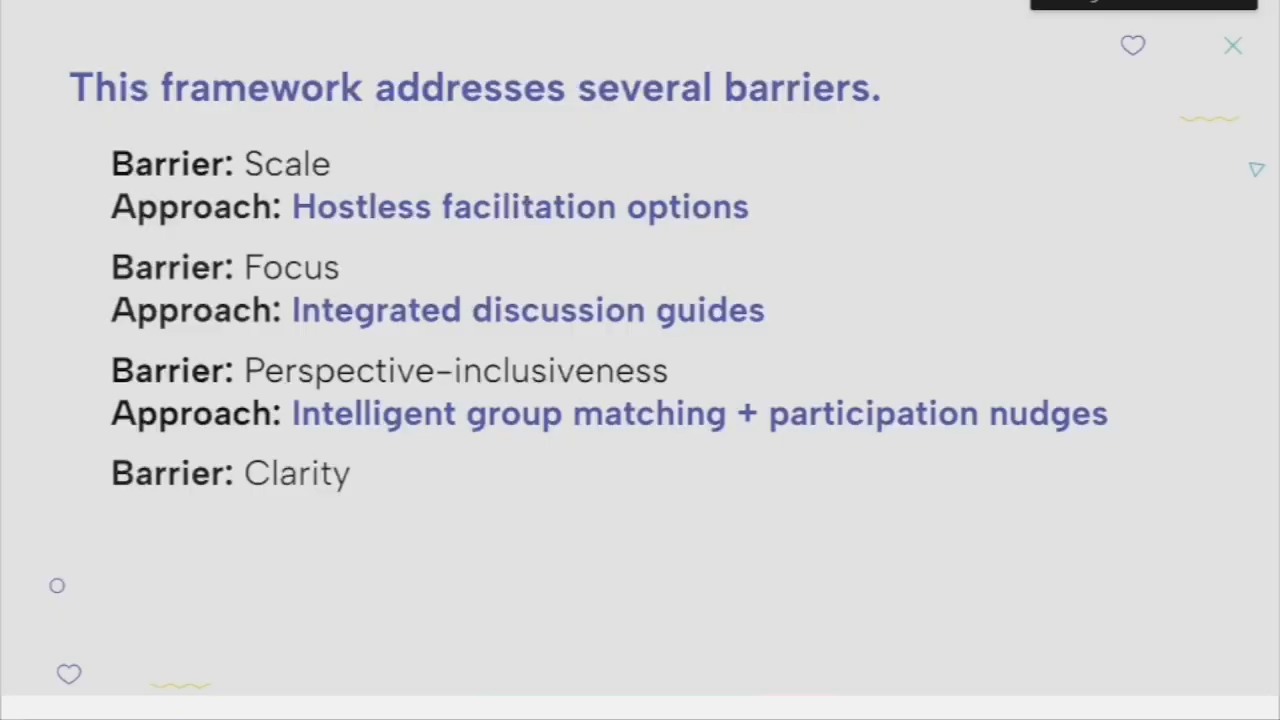 This framework addresses several barriers.
Barrier: Scale
Approach: Hostless facilitation options
Barrier: Focus
Approach: Integrated discussion guides
Barrier: Perspective-inclusiveness
Approach: Intelligent group matching + participation nudges
Barrier: Clarity